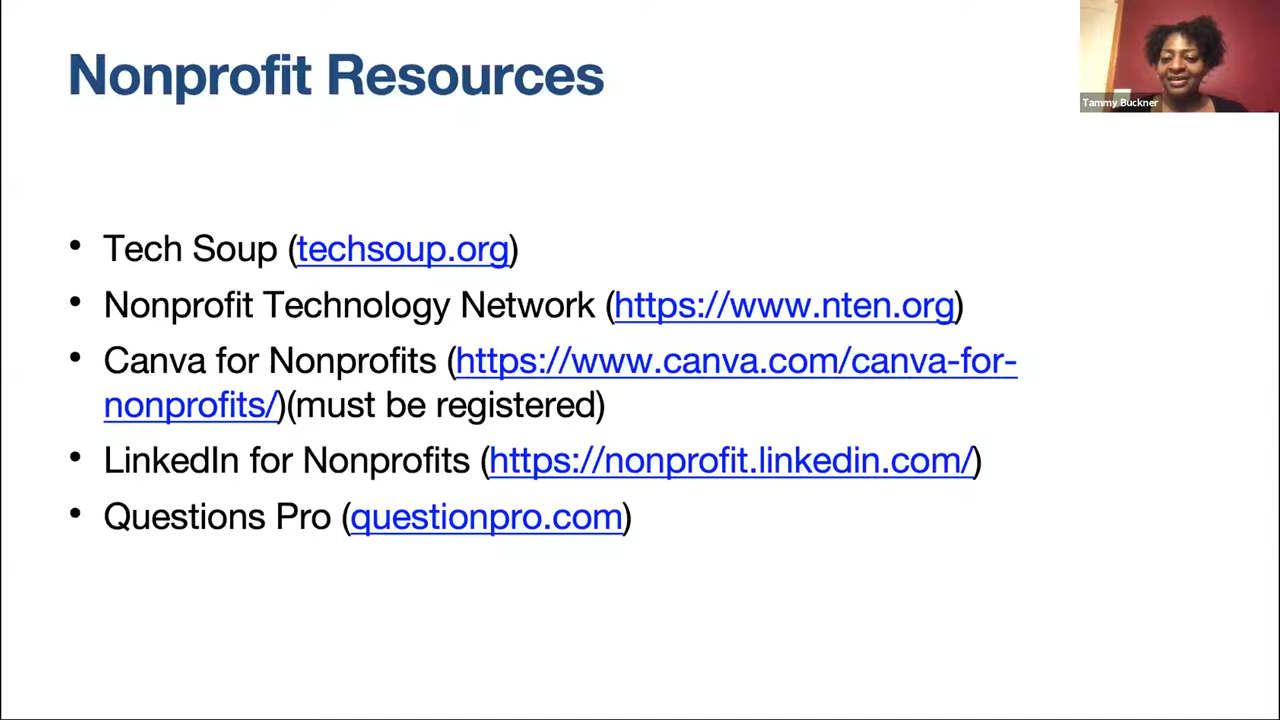 Nonprofit Resources
Tammy Buckner
• Tech Soup (techsoup.org)
• Nonprofit Technology Network (https://www.nten.org)
• Canva for Nonprofits (https://www.canva.com/canva-for-
nonprofits/)(must be registered)
• LinkedIn for Nonprofits (https://nonprofit.linkedin.com/)
• Questions Pro (questionpro.com)